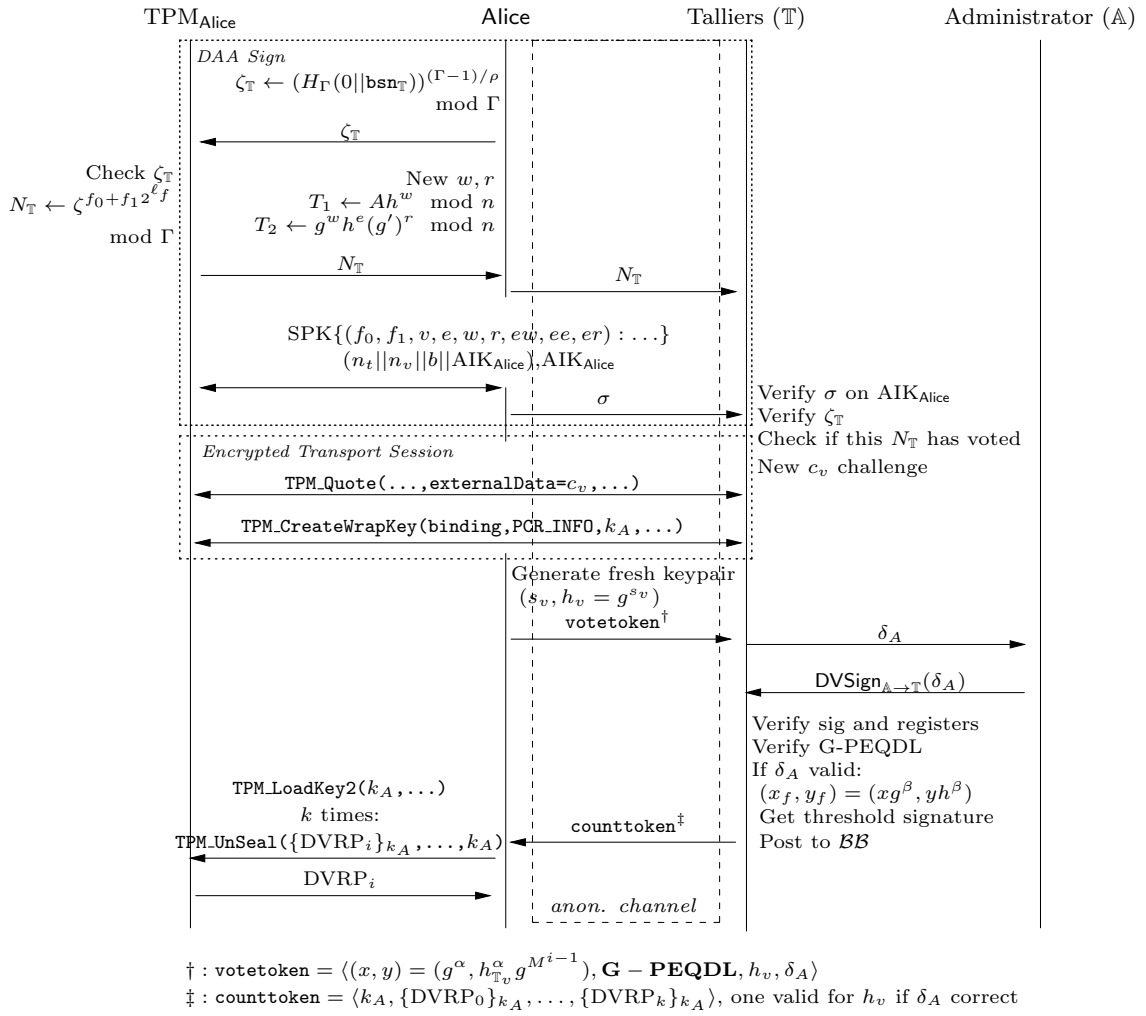 TPM_Alice Alice Talliers (𝕋) Administrator (𝔸)
DAA Sign
ζ_𝕋 ← (H_Γ(0||bsn_𝕋))^{(Γ−1)/ρ}
mod Γ
ζ_𝕋
Check ζ_𝕋
N_𝕋 ← ζ^{f_0+f_1 2^{ℓ_f}}
mod Γ
New w, r
T_1 ← Ah^w mod n
T_2 ← g^w h^e (g′)^r mod n
N_𝕋
N_𝕋
SPK{(f_0, f_1, v, e, w, r, ew, ee, er) : . . .}
(n_t||n_v||b||AIK_Alice),AIK_Alice
σ
Verify σ on AIK_Alice
Verify ζ_𝕋
Check if this N_𝕋 has voted
New c_v challenge
Encrypted Transport Session
TPM_Quote(...,externalData=c_v,...)
TPM_CreateWrapKey(binding,PCR_INFO,k_A,...)
Generate fresh keypair
(s_v, h_v = g^{s_v})
votetoken^†
δ_A
DVSign_{𝔸→𝕋}(δ_A)
Verify sig and registers
Verify G-PEQDL
If δ_A valid:
(x_f, y_f) = (xg^β, yh^β)
Get threshold signature
Post to ℬℬ
TPM_LoadKey2(k_A,...)
k times:
TPM_UnSeal({DVRP_i}_{k_A},...,k_A)
counttoken^‡
DVRP_i
anon. channel
† : votetoken = ⟨(x, y) = (g^α, h_{𝕋_v}^α g^{M^{i−1}}), G − PEQDL, h_v, δ_A⟩
‡ : counttoken = ⟨k_A, {DVRP_0}_{k_A}, . . . , {DVRP_k}_{k_A}⟩, one valid for h_v if δ_A correct